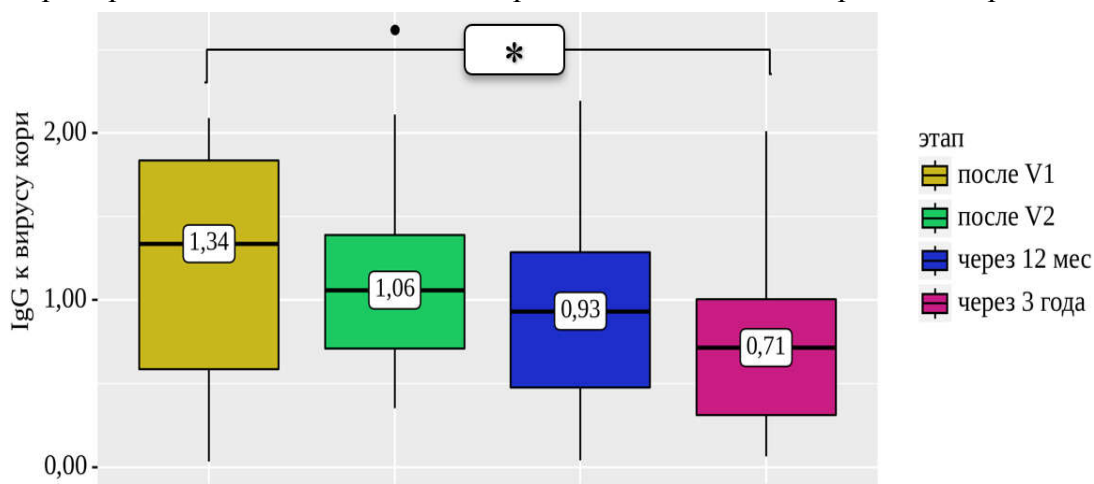 *
2,00
1,00
0,00
IgG к вирусу кори
1,34
1,06
0,93
0,71
этап
после V1
после V2
через 12 мес
через 3 года